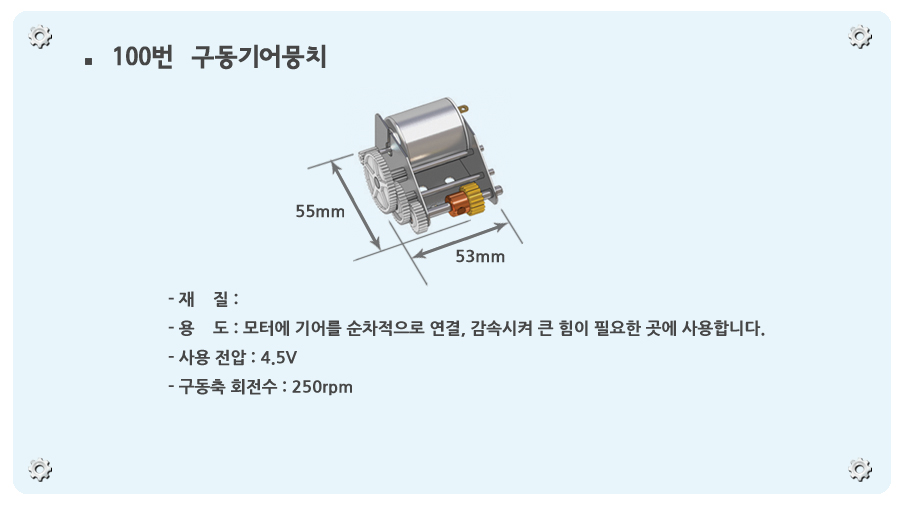 ▪ 100번 구동기어뭉치
55mm
53mm
- 재 질 :
- 용 도 : 모터에 기어를 순차적으로 연결, 감속시켜 큰 힘이 필요한 곳에 사용합니다.
- 사용 전압 : 4.5V
- 구동축 회전수 : 250rpm